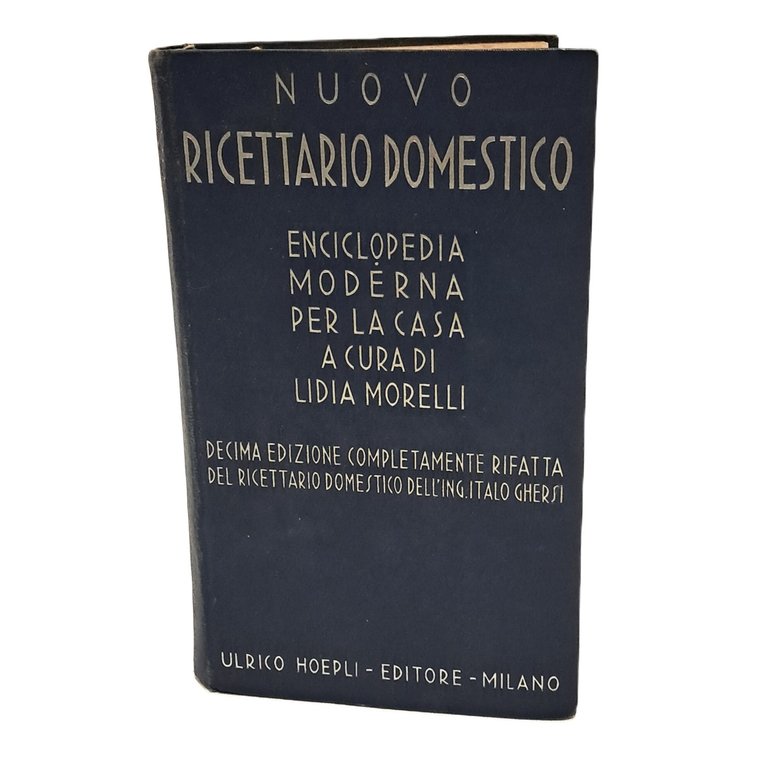 NUOVO
RICETTARIO DOMESTICO
ENCICLOPEDIA
MODERNA
PER LA CASA
A CURA DI
LIDIA MORELLI
DECIMA EDIZIONE COMPLETAMENTE RIFATTA
DEL RICETTARIO DOMESTICO DELL'ING. ITALO GHERSI
ULRICO HOEPLI - EDITORE - MILANO